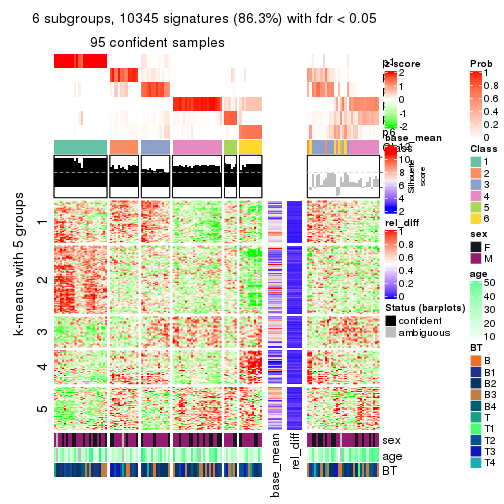 6 subgroups, 10345 signatures (86.3%) with fdr < 0.05
95 confident samples
k-means with 5 groups
1
2
3
4
5
p6
z-score
2
1
0
-1
-2
base_mean
12
10
8
6
4
2
rel_diff
1
0.8
0.6
0.4
0.2
0
Status (barplots)
confident
ambiguous
Silhouette
score
Prob
1
0.8
0.6
0.4
0.2
0
Class
1
2
3
4
5
6
sex
F
M
age
50
40
30
20
10
BT
B
B1
B2
B3
B4
T
T1
T2
T3
T4
sex
age
BT
base_mean
rel_diff